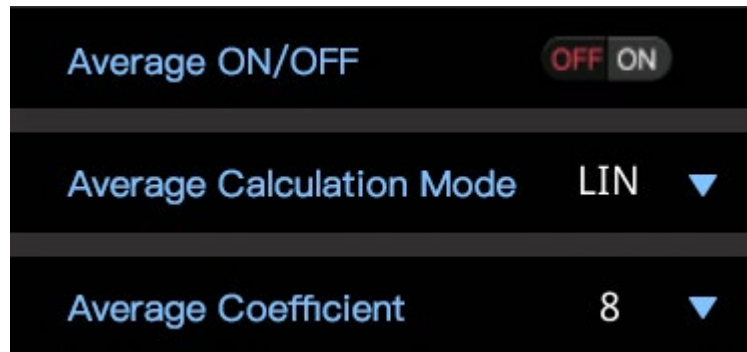 Average ON/OFF OFF ON
Average Calculation Mode LIN
Average Coefficient 8